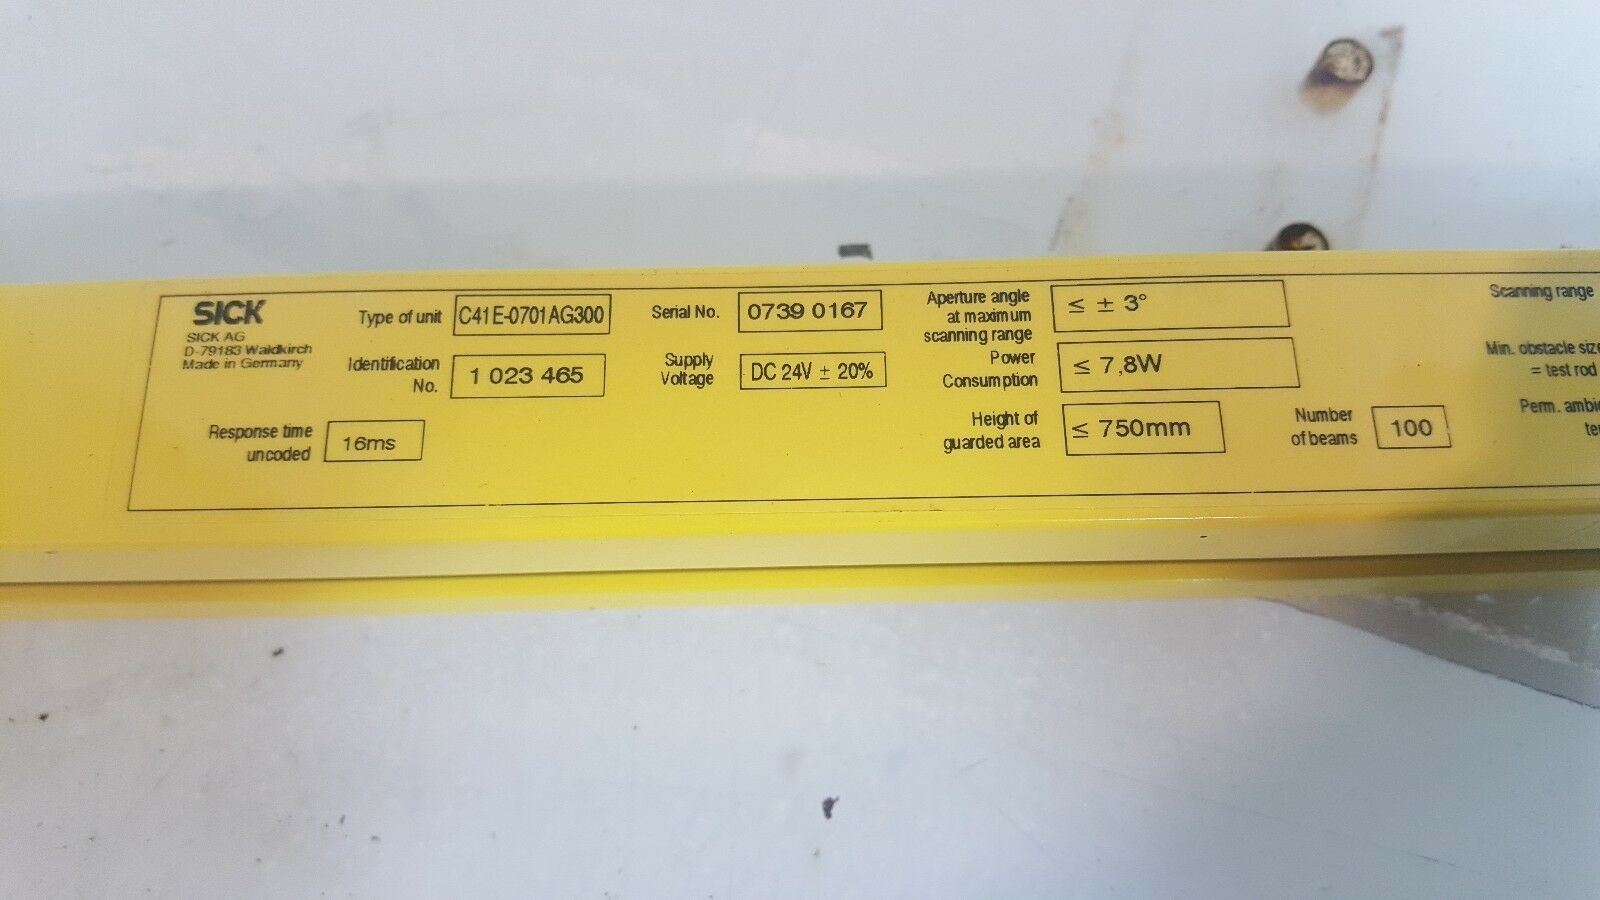 SICK
SICK AG
D-79183 Waldkirch
Made in Germany
Type of unit C41E-0701AG300
Identification
No. 1 023 465
Response time
uncoded 16ms
Serial No. 0739 0167
Supply
Voltage DC 24V ± 20%
Aperture angle
at maximum
scanning range ≤ ± 3°
Power
Consumption ≤ 7,8W
Height of
guarded area ≤ 750mm
Number
of beams 100
Scanning range
Min. obstacle size
= test rod
Perm.